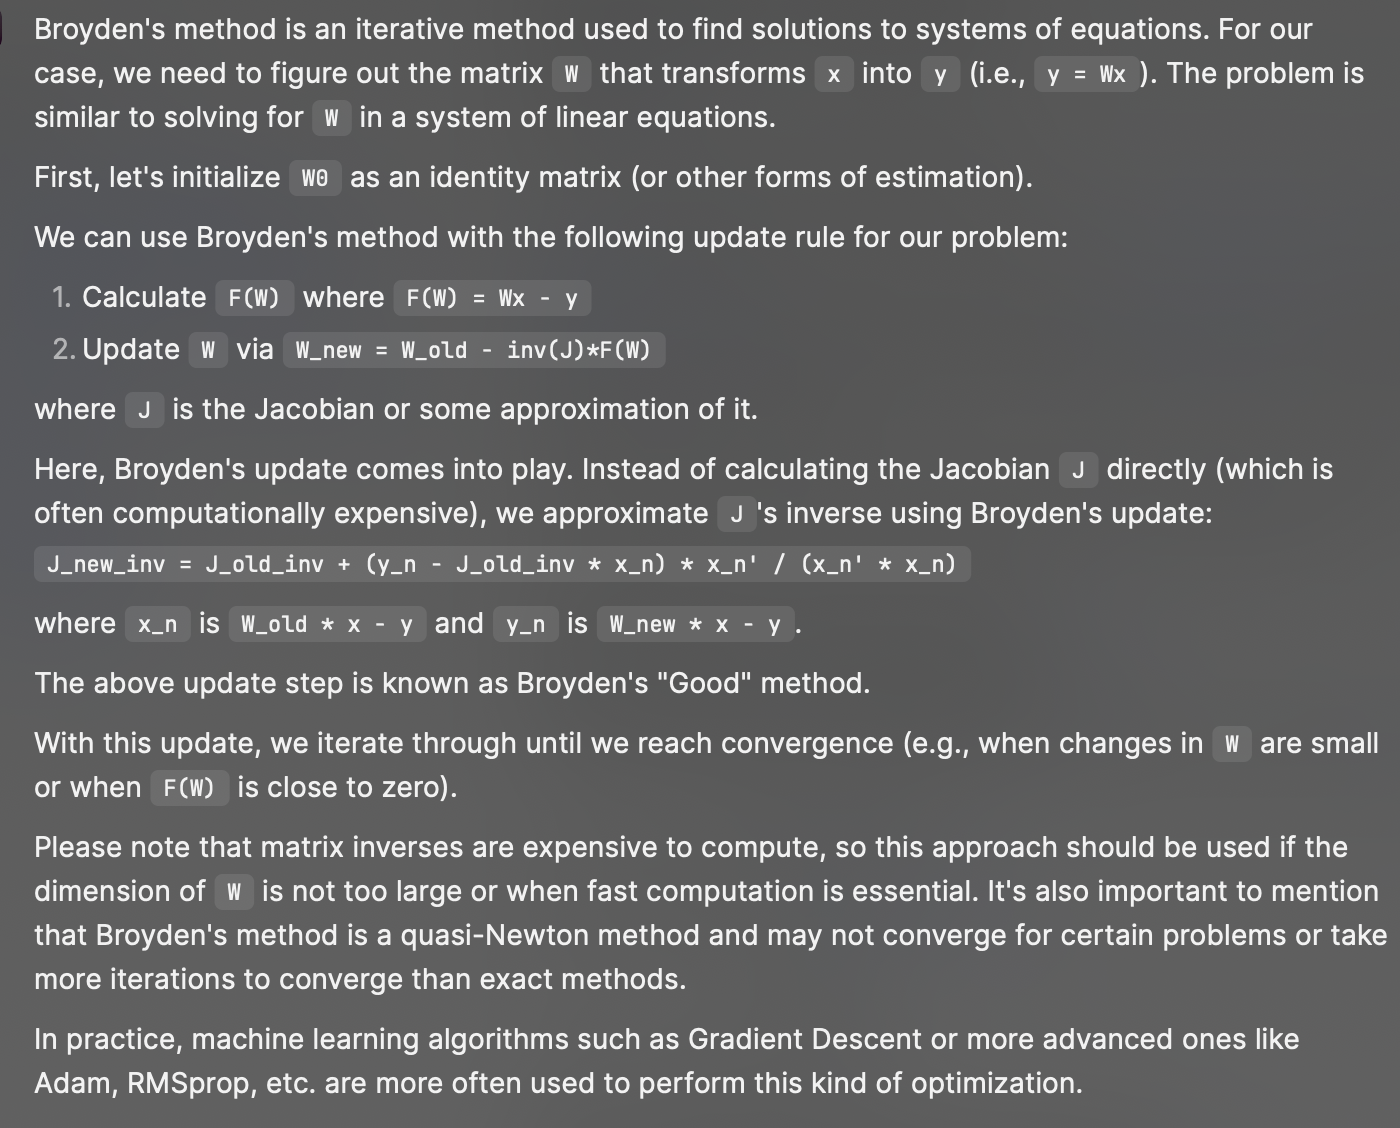 Broyden's method is an iterative method used to find solutions to systems of equations. For our
case, we need to figure out the matrix W that transforms x into y (i.e., y = Wx ). The problem is
similar to solving for W in a system of linear equations.
First, let's initialize W0 as an identity matrix (or other forms of estimation).
We can use Broyden's method with the following update rule for our problem:
1. Calculate F(W) where F(W) = Wx - y
2. Update W via W_new = W_old - inv(J)*F(W)
where J is the Jacobian or some approximation of it.
Here, Broyden's update comes into play. Instead of calculating the Jacobian J directly (which is
often computationally expensive), we approximate J 's inverse using Broyden's update:
J_new_inv = J_old_inv + (y_n - J_old_inv * x_n) * x_n' / (x_n' * x_n)
where x_n is W_old * x - y and y_n is W_new * x - y .
The above update step is known as Broyden's "Good" method.
With this update, we iterate through until we reach convergence (e.g., when changes in W are small
or when F(W) is close to zero).
Please note that matrix inverses are expensive to compute, so this approach should be used if the
dimension of W is not too large or when fast computation is essential. It's also important to mention
that Broyden's method is a quasi-Newton method and may not converge for certain problems or take
more iterations to converge than exact methods.
In practice, machine learning algorithms such as Gradient Descent or more advanced ones like
Adam, RMSprop, etc. are more often used to perform this kind of optimization.